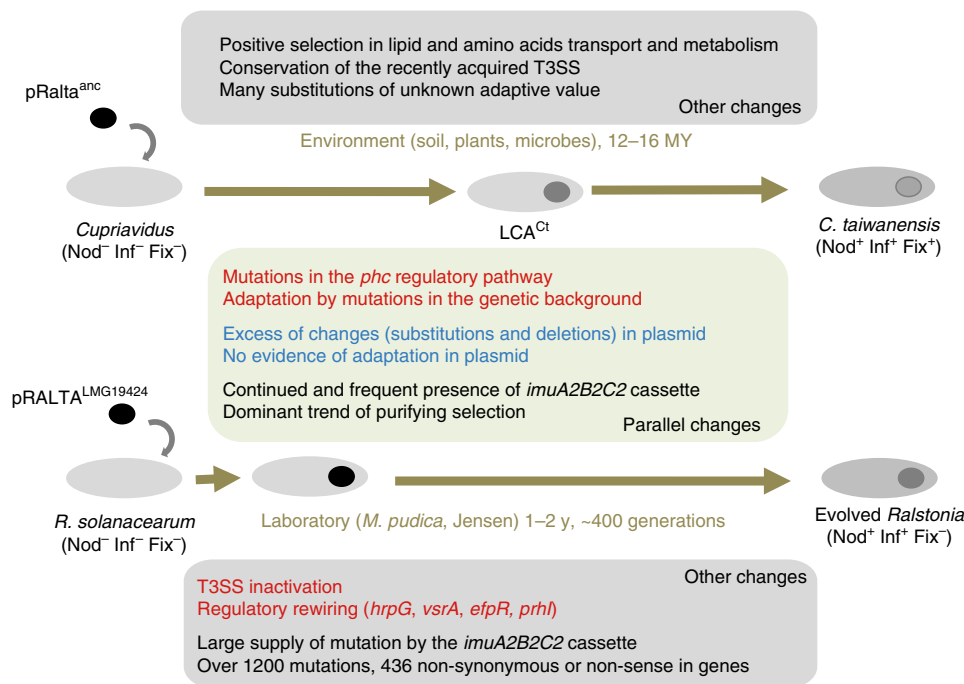 Positive selection in lipid and amino acids transport and metabolism
Conservation of the recently acquired T3SS
Many substitutions of unknown adaptive value
Other changes
pRalta^anc
Environment (soil, plants, microbes), 12–16 MY
Cupriavidus
(Nod⁻ Inf⁻ Fix⁻)
LCA^Ct
C. taiwanensis
(Nod⁺ Inf⁺ Fix⁺)
Mutations in the phc regulatory pathway
Adaptation by mutations in the genetic background
Excess of changes (substitutions and deletions) in plasmid
No evidence of adaptation in plasmid
Continued and frequent presence of imuA2B2C2 cassette
Dominant trend of purifying selection
Parallel changes
pRALTA^LMG19424
R. solanacearum
(Nod⁻ Inf⁻ Fix⁻)
Laboratory (M. pudica, Jensen) 1–2 y, ~400 generations
Evolved Ralstonia
(Nod⁺ Inf⁺ Fix⁻)
Other changes
T3SS inactivation
Regulatory rewiring (hrpG, vsrA, efpR, prhI)
Large supply of mutation by the imuA2B2C2 cassette
Over 1200 mutations, 436 non-synonymous or non-sense in genes